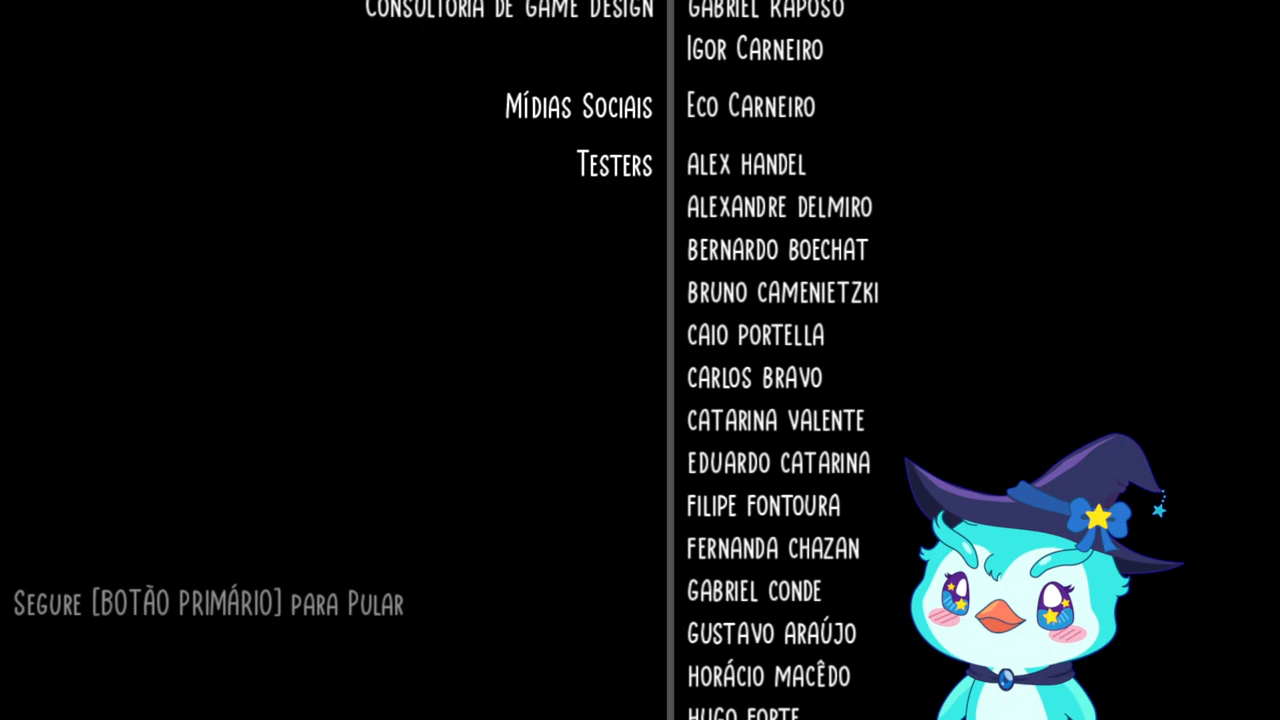 Consultoria de Game Design GABRIEL RAPOSO
Igor Carneiro
Mídias Sociais Eco Carneiro
Testers ALEX HANDEL
ALEXANDRE DELMIRO
BERNARDO BOECHAT
BRUNO CAMENIETZKI
CAIO PORTELLA
CARLOS BRAVO
CATARINA VALENTE
EDUARDO CATARINA
FILIPE FONTOURA
FERNANDA CHAZAN
GABRIEL CONDE
GUSTAVO ARAÚJO
HORÁCIO MACÊDO
HUGO FORTE
Segure [BOTÃO PRIMÁRIO] para Pular